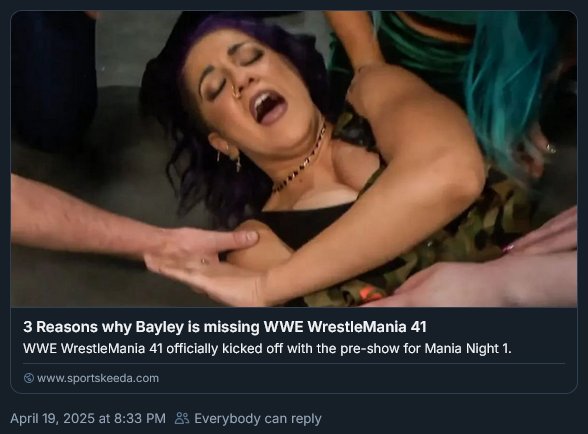 3 Reasons why Bayley is missing WWE WrestleMania 41
WWE WrestleMania 41 officially kicked off with the pre-show for Mania Night 1.
www.sportskeeda.com
April 19, 2025 at 8:33 PM Everybody can reply